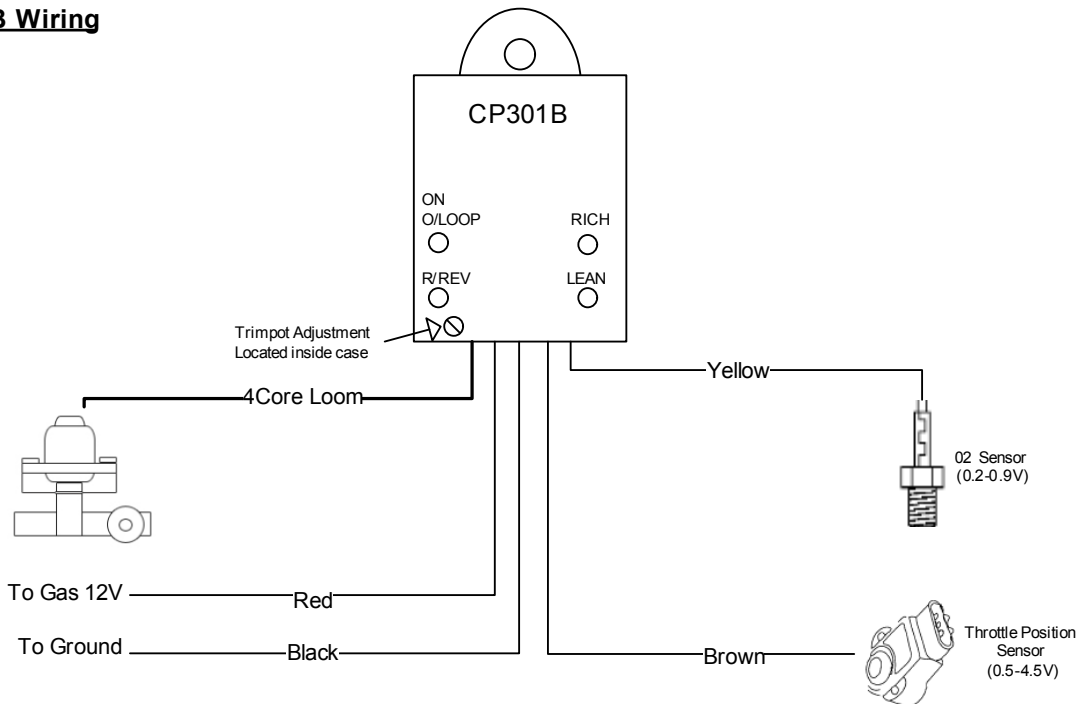 Wiring
CP301B
ON
O/LOOP
RICH
R/REV
LEAN
Trimpot Adjustment
Located inside case
Yellow
4Core Loom
02 Sensor
(0.2-0.9V)
To Gas 12V
Red
To Ground
Black
Brown
Throttle Position
Sensor
(0.5-4.5V)